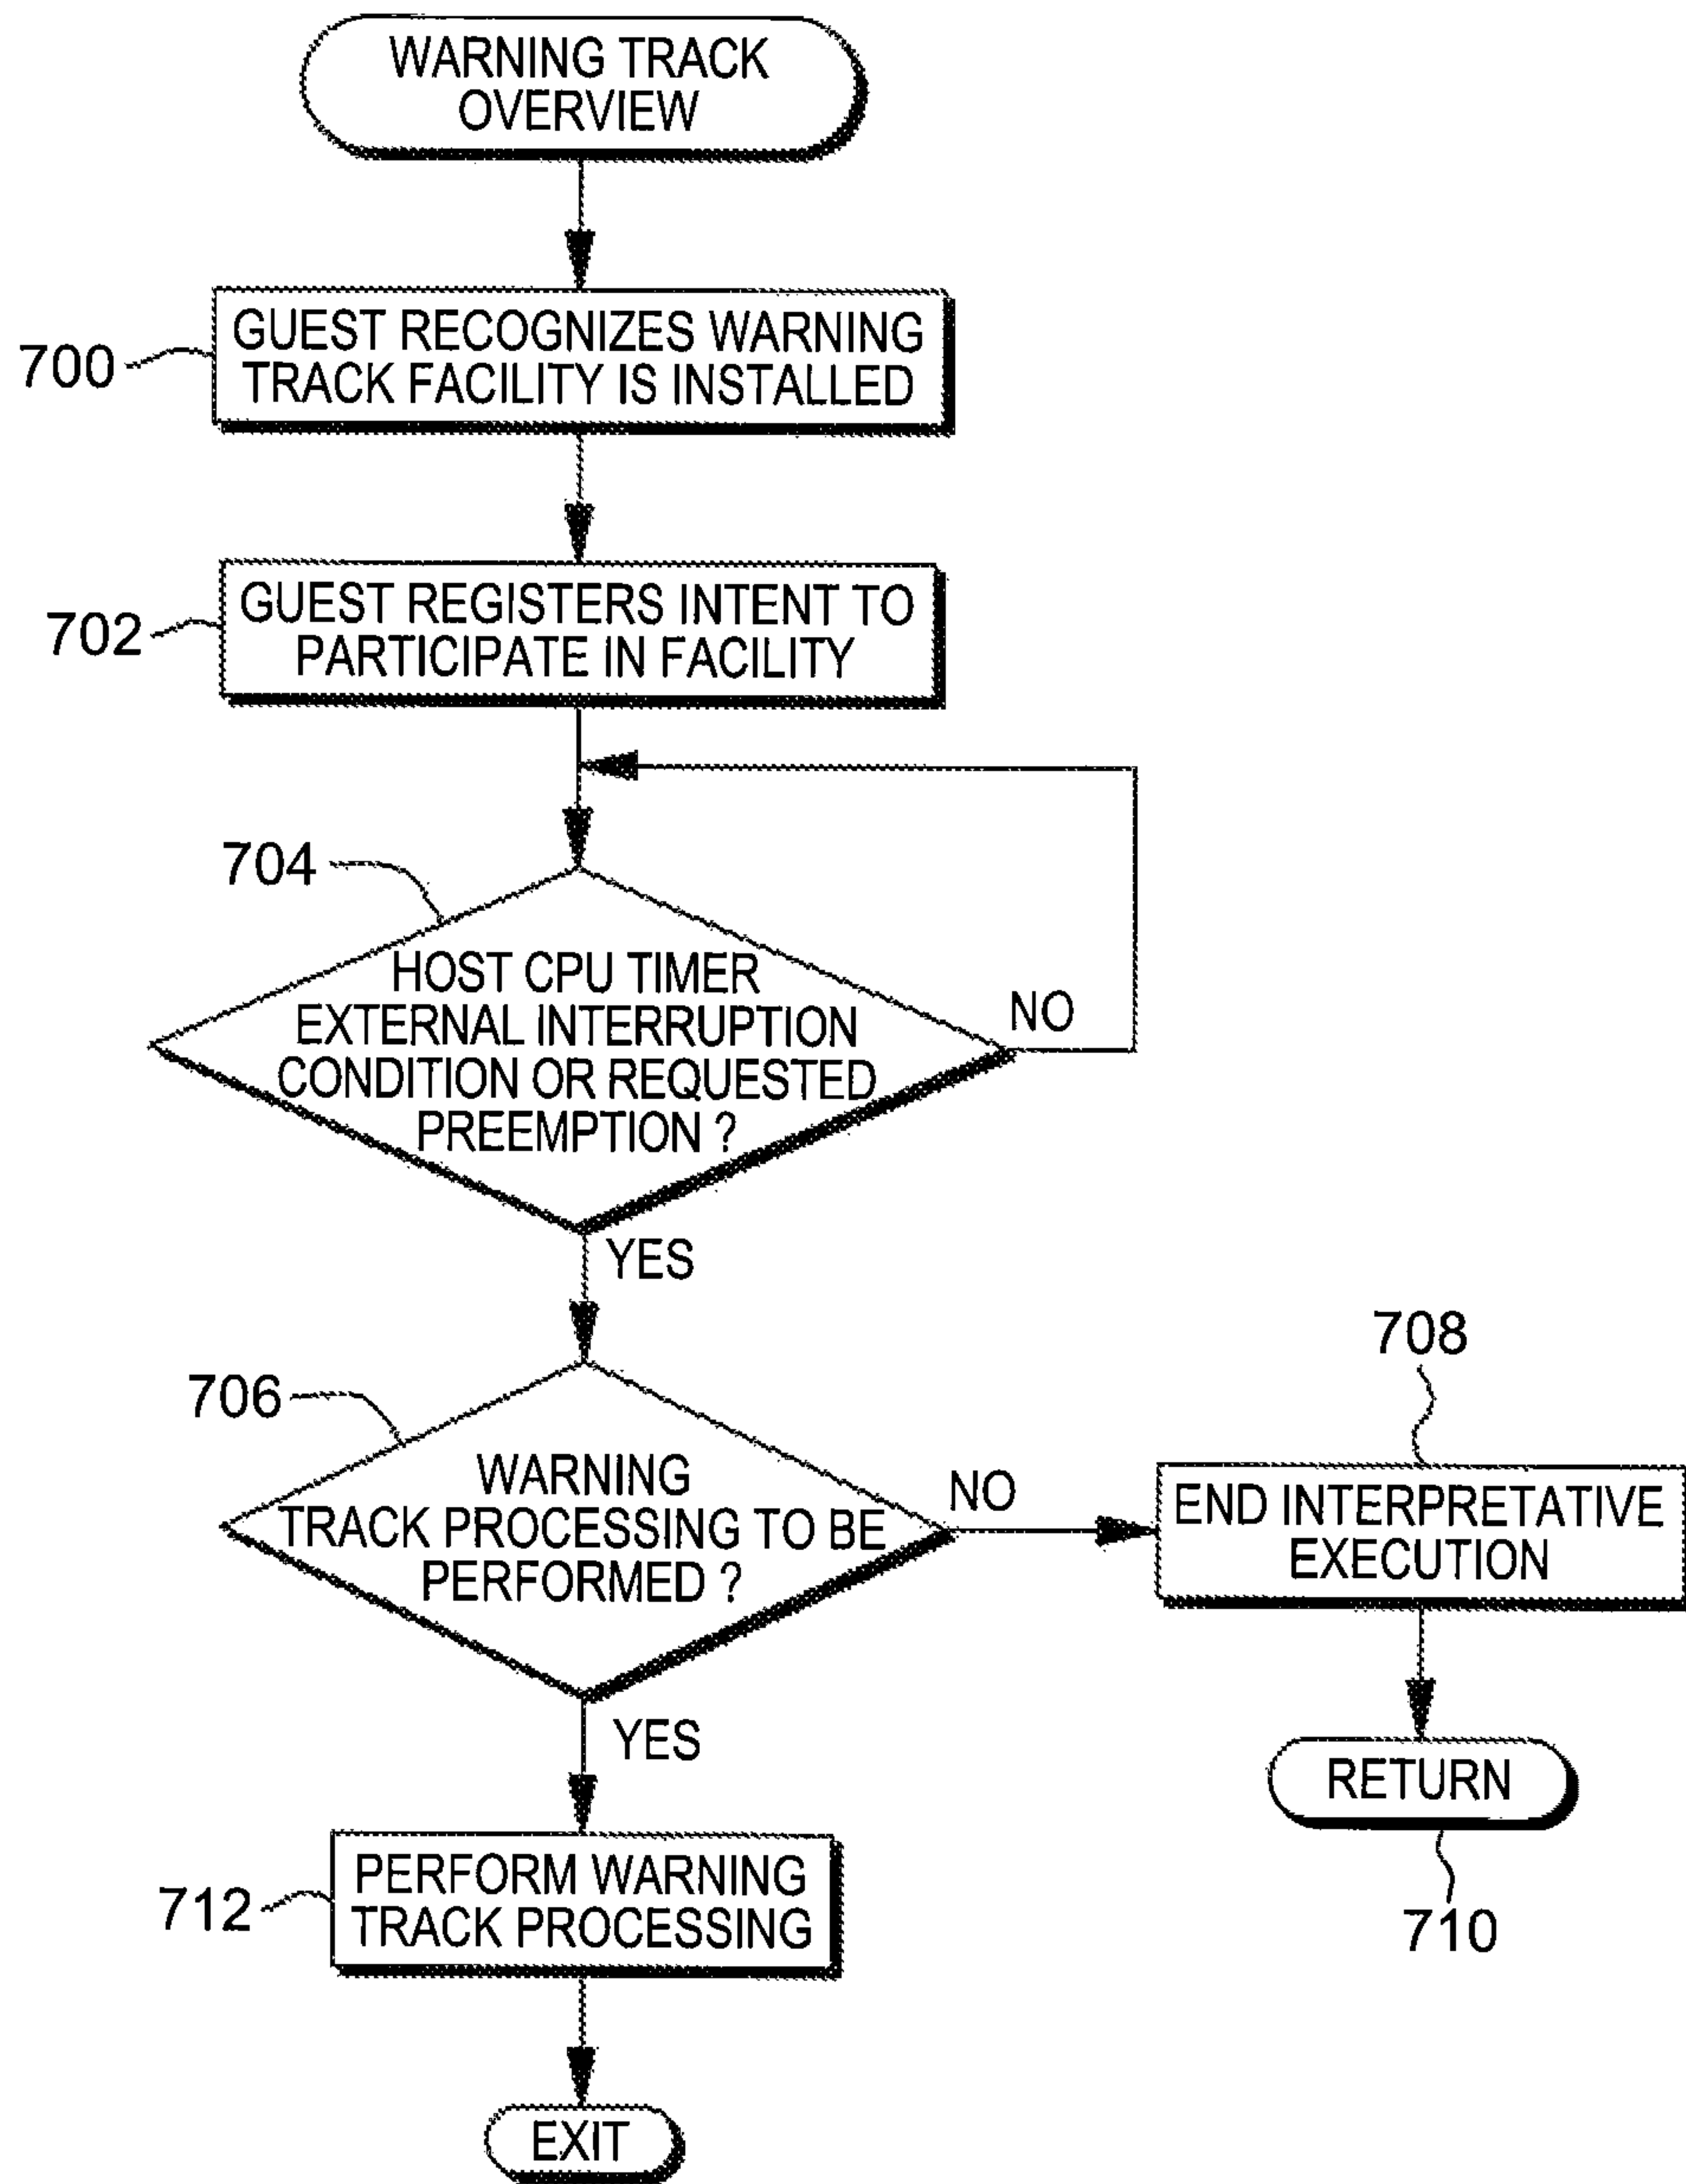 WARNING TRACK
OVERVIEW
700
GUEST RECOGNIZES WARNING
TRACK FACILITY IS INSTALLED
702
GUEST REGISTERS INTENT TO
PARTICIPATE IN FACILITY
704
HOST CPU TIMER
EXTERNAL INTERRUPTION
CONDITION OR REQUESTED
PREEMPTION ?
NO
YES
706
WARNING
TRACK PROCESSING TO BE
PERFORMED ?
NO
708
END INTERPRETATIVE
EXECUTION
YES
RETURN
710
712
PERFORM WARNING
TRACK PROCESSING
EXIT